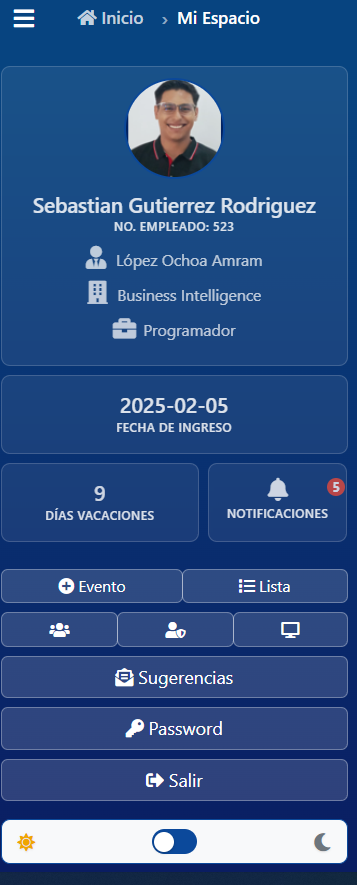 Inicio › Mi Espacio
Sebastian Gutierrez Rodriguez
NO. EMPLEADO: 523
López Ochoa Amram
Business Intelligence
Programador
2025-02-05
FECHA DE INGRESO
9
DÍAS VACACIONES
5
NOTIFICACIONES
Evento
Lista
Sugerencias
Password
Salir